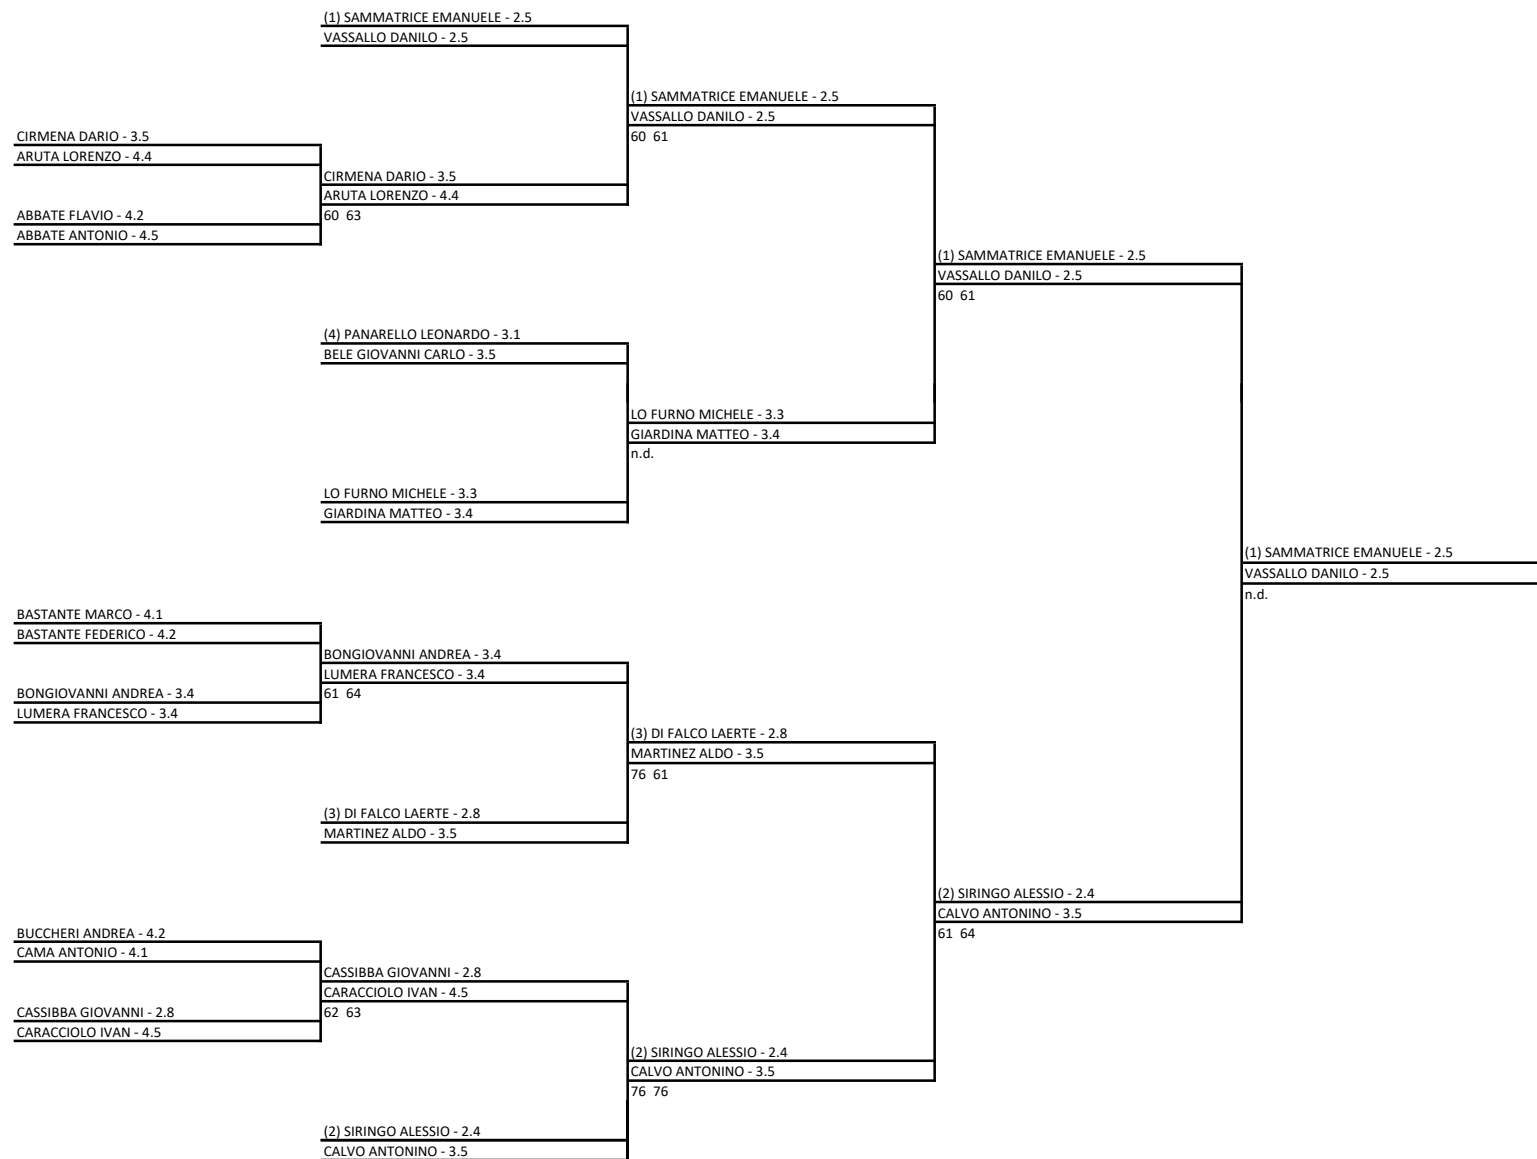 (1) SAMMATRICE EMANUELE - 2.5
VASSALLO DANILO - 2.5
(1) SAMMATRICE EMANUELE - 2.5
VASSALLO DANILO - 2.5
60 61
CIRMENA DARIO - 3.5
ARUTA LORENZO - 4.4
CIRMENA DARIO - 3.5
ARUTA LORENZO - 4.4
60 63
ABBATE FLAVIO - 4.2
ABBATE ANTONIO - 4.5
(1) SAMMATRICE EMANUELE - 2.5
VASSALLO DANILO - 2.5
60 61
(4) PANARELLO LEONARDO - 3.1
BELE GIOVANNI CARLO - 3.5
LO FURNO MICHELE - 3.3
GIARDINA MATTEO - 3.4
n.d.
LO FURNO MICHELE - 3.3
GIARDINA MATTEO - 3.4
(1) SAMMATRICE EMANUELE - 2.5
VASSALLO DANILO - 2.5
n.d.
BASTANTE MARCO - 4.1
BASTANTE FEDERICO - 4.2
BONGIOVANNI ANDREA - 3.4
LUMERA FRANCESCO - 3.4
61 64
BONGIOVANNI ANDREA - 3.4
LUMERA FRANCESCO - 3.4
(3) DI FALCO LAERTE - 2.8
MARTINEZ ALDO - 3.5
76 61
(3) DI FALCO LAERTE - 2.8
MARTINEZ ALDO - 3.5
(2) SIRINGO ALESSIO - 2.4
CALVO ANTONINO - 3.5
61 64
BUCCHERI ANDREA - 4.2
CAMA ANTONIO - 4.1
CASSIBBA GIOVANNI - 2.8
CARACCIOLO IVAN - 4.5
62 63
CASSIBBA GIOVANNI - 2.8
CARACCIOLO IVAN - 4.5
(2) SIRINGO ALESSIO - 2.4
CALVO ANTONINO - 3.5
76 76
(2) SIRINGO ALESSIO - 2.4
CALVO ANTONINO - 3.5